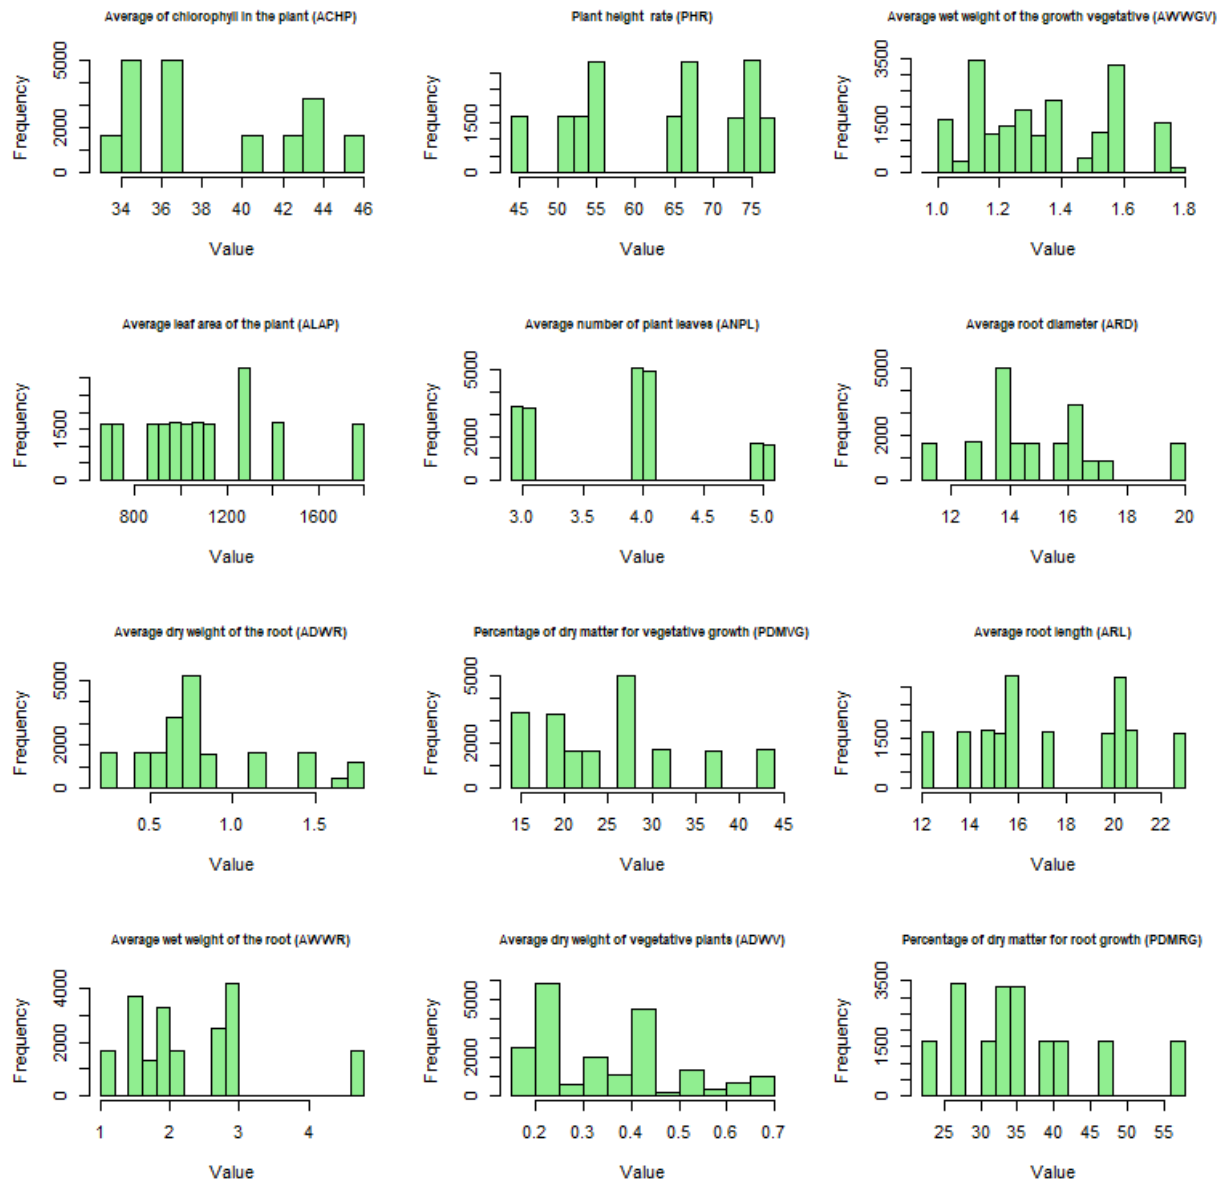 Average of chlorophyll in the plant (ACHP)
Frequency
0 2000 5000
34 36 38 40 42 44 46
Value
Plant height rate (PHR)
Frequency
0 1500
45 50 55 60 65 70 75
Value
Average wet weight of the growth vegetative (AWWGV)
Frequency
0 1500 3500
1.0 1.2 1.4 1.6 1.8
Value
Average leaf area of the plant (ALAP)
Frequency
0 1500
800 1200 1600
Value
Average number of plant leaves (ANPL)
Frequency
0 2000 5000
3.0 3.5 4.0 4.5 5.0
Value
Average root diameter (ARD)
Frequency
0 2000 5000
12 14 16 18 20
Value
Average dry weight of the root (ADWR)
Frequency
0 2000 5000
0.5 1.0 1.5
Value
Percentage of dry matter for vegetative growth (PDMVG)
Frequency
0 2000 5000
15 20 25 30 35 40 45
Value
Average root length (ARL)
Frequency
0 1500
12 14 16 18 20 22
Value
Average wet weight of the root (AWWR)
Frequency
0 2000 4000
1 2 3 4
Value
Average dry weight of vegetative plants (ADWV)
Frequency
0 2000 5000
0.2 0.3 0.4 0.5 0.6 0.7
Value
Percentage of dry matter for root growth (PDMRG)
Frequency
0 1500 3500
25 30 35 40 45 50 55
Value